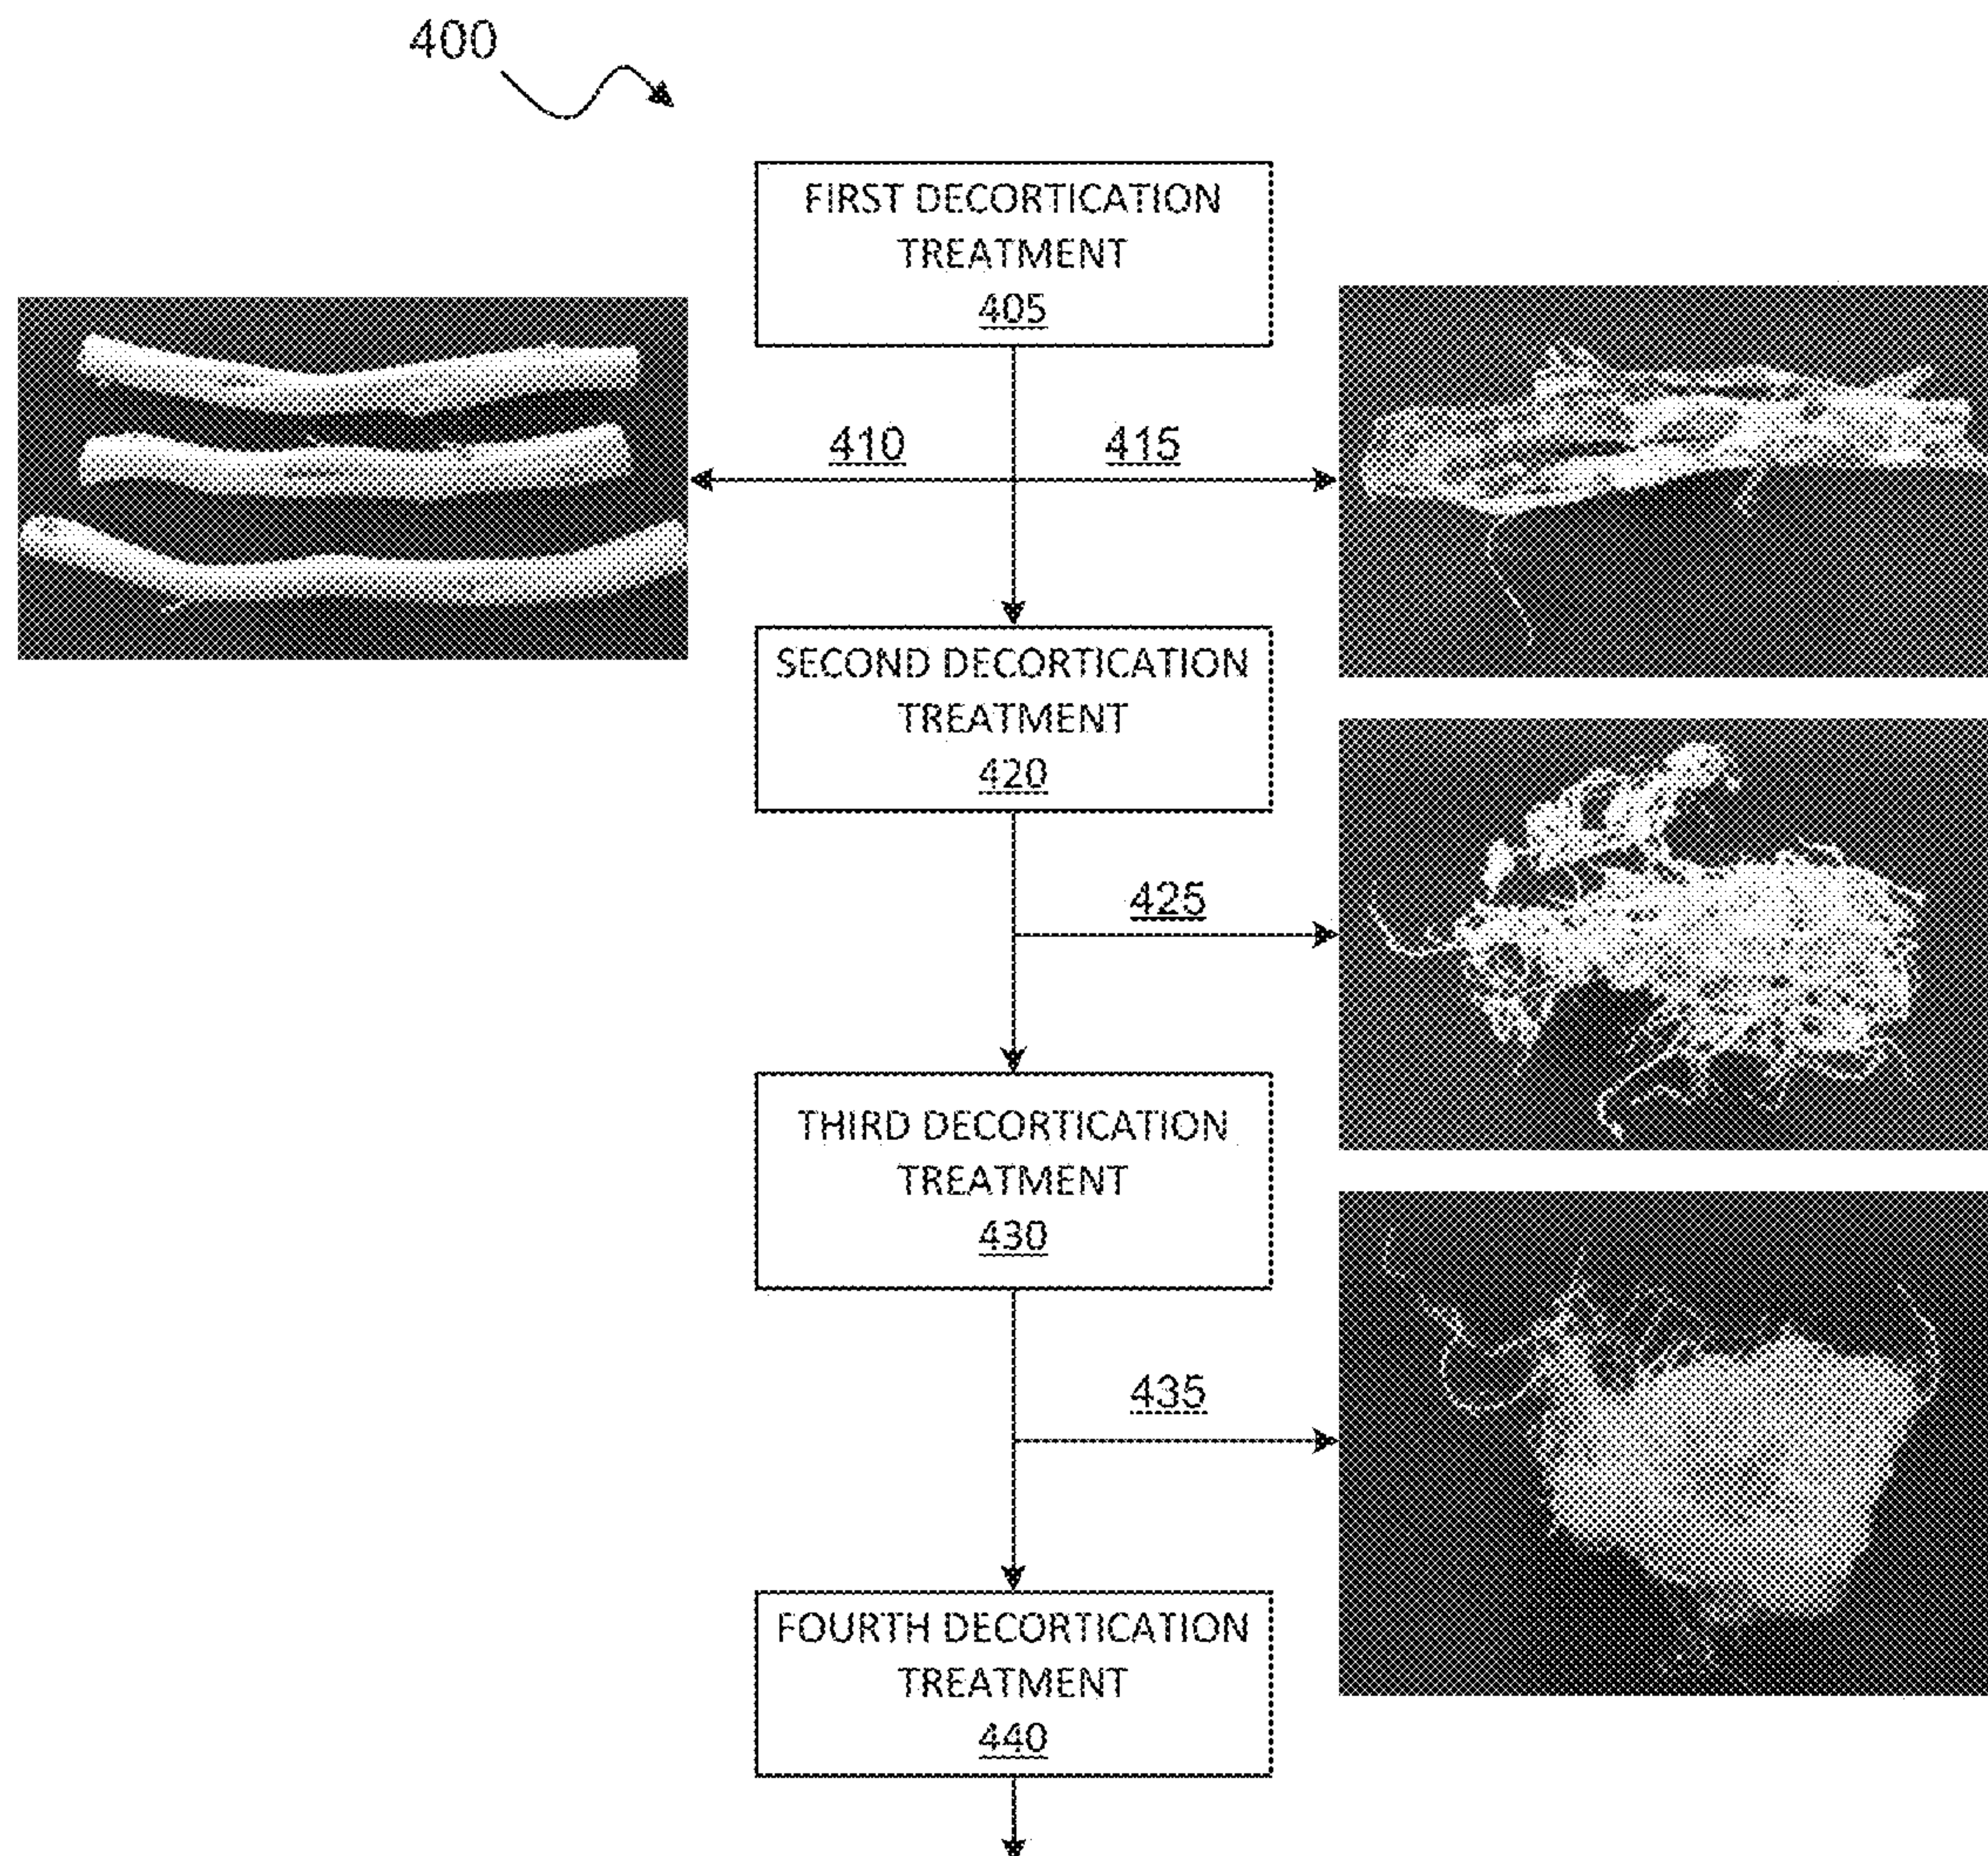 400
FIRST DECORTICATION
TREATMENT
405
410
415
SECOND DECORTICATION
TREATMENT
420
425
THIRD DECORTICATION
TREATMENT
430
435
FOURTH DECORTICATION
TREATMENT
440